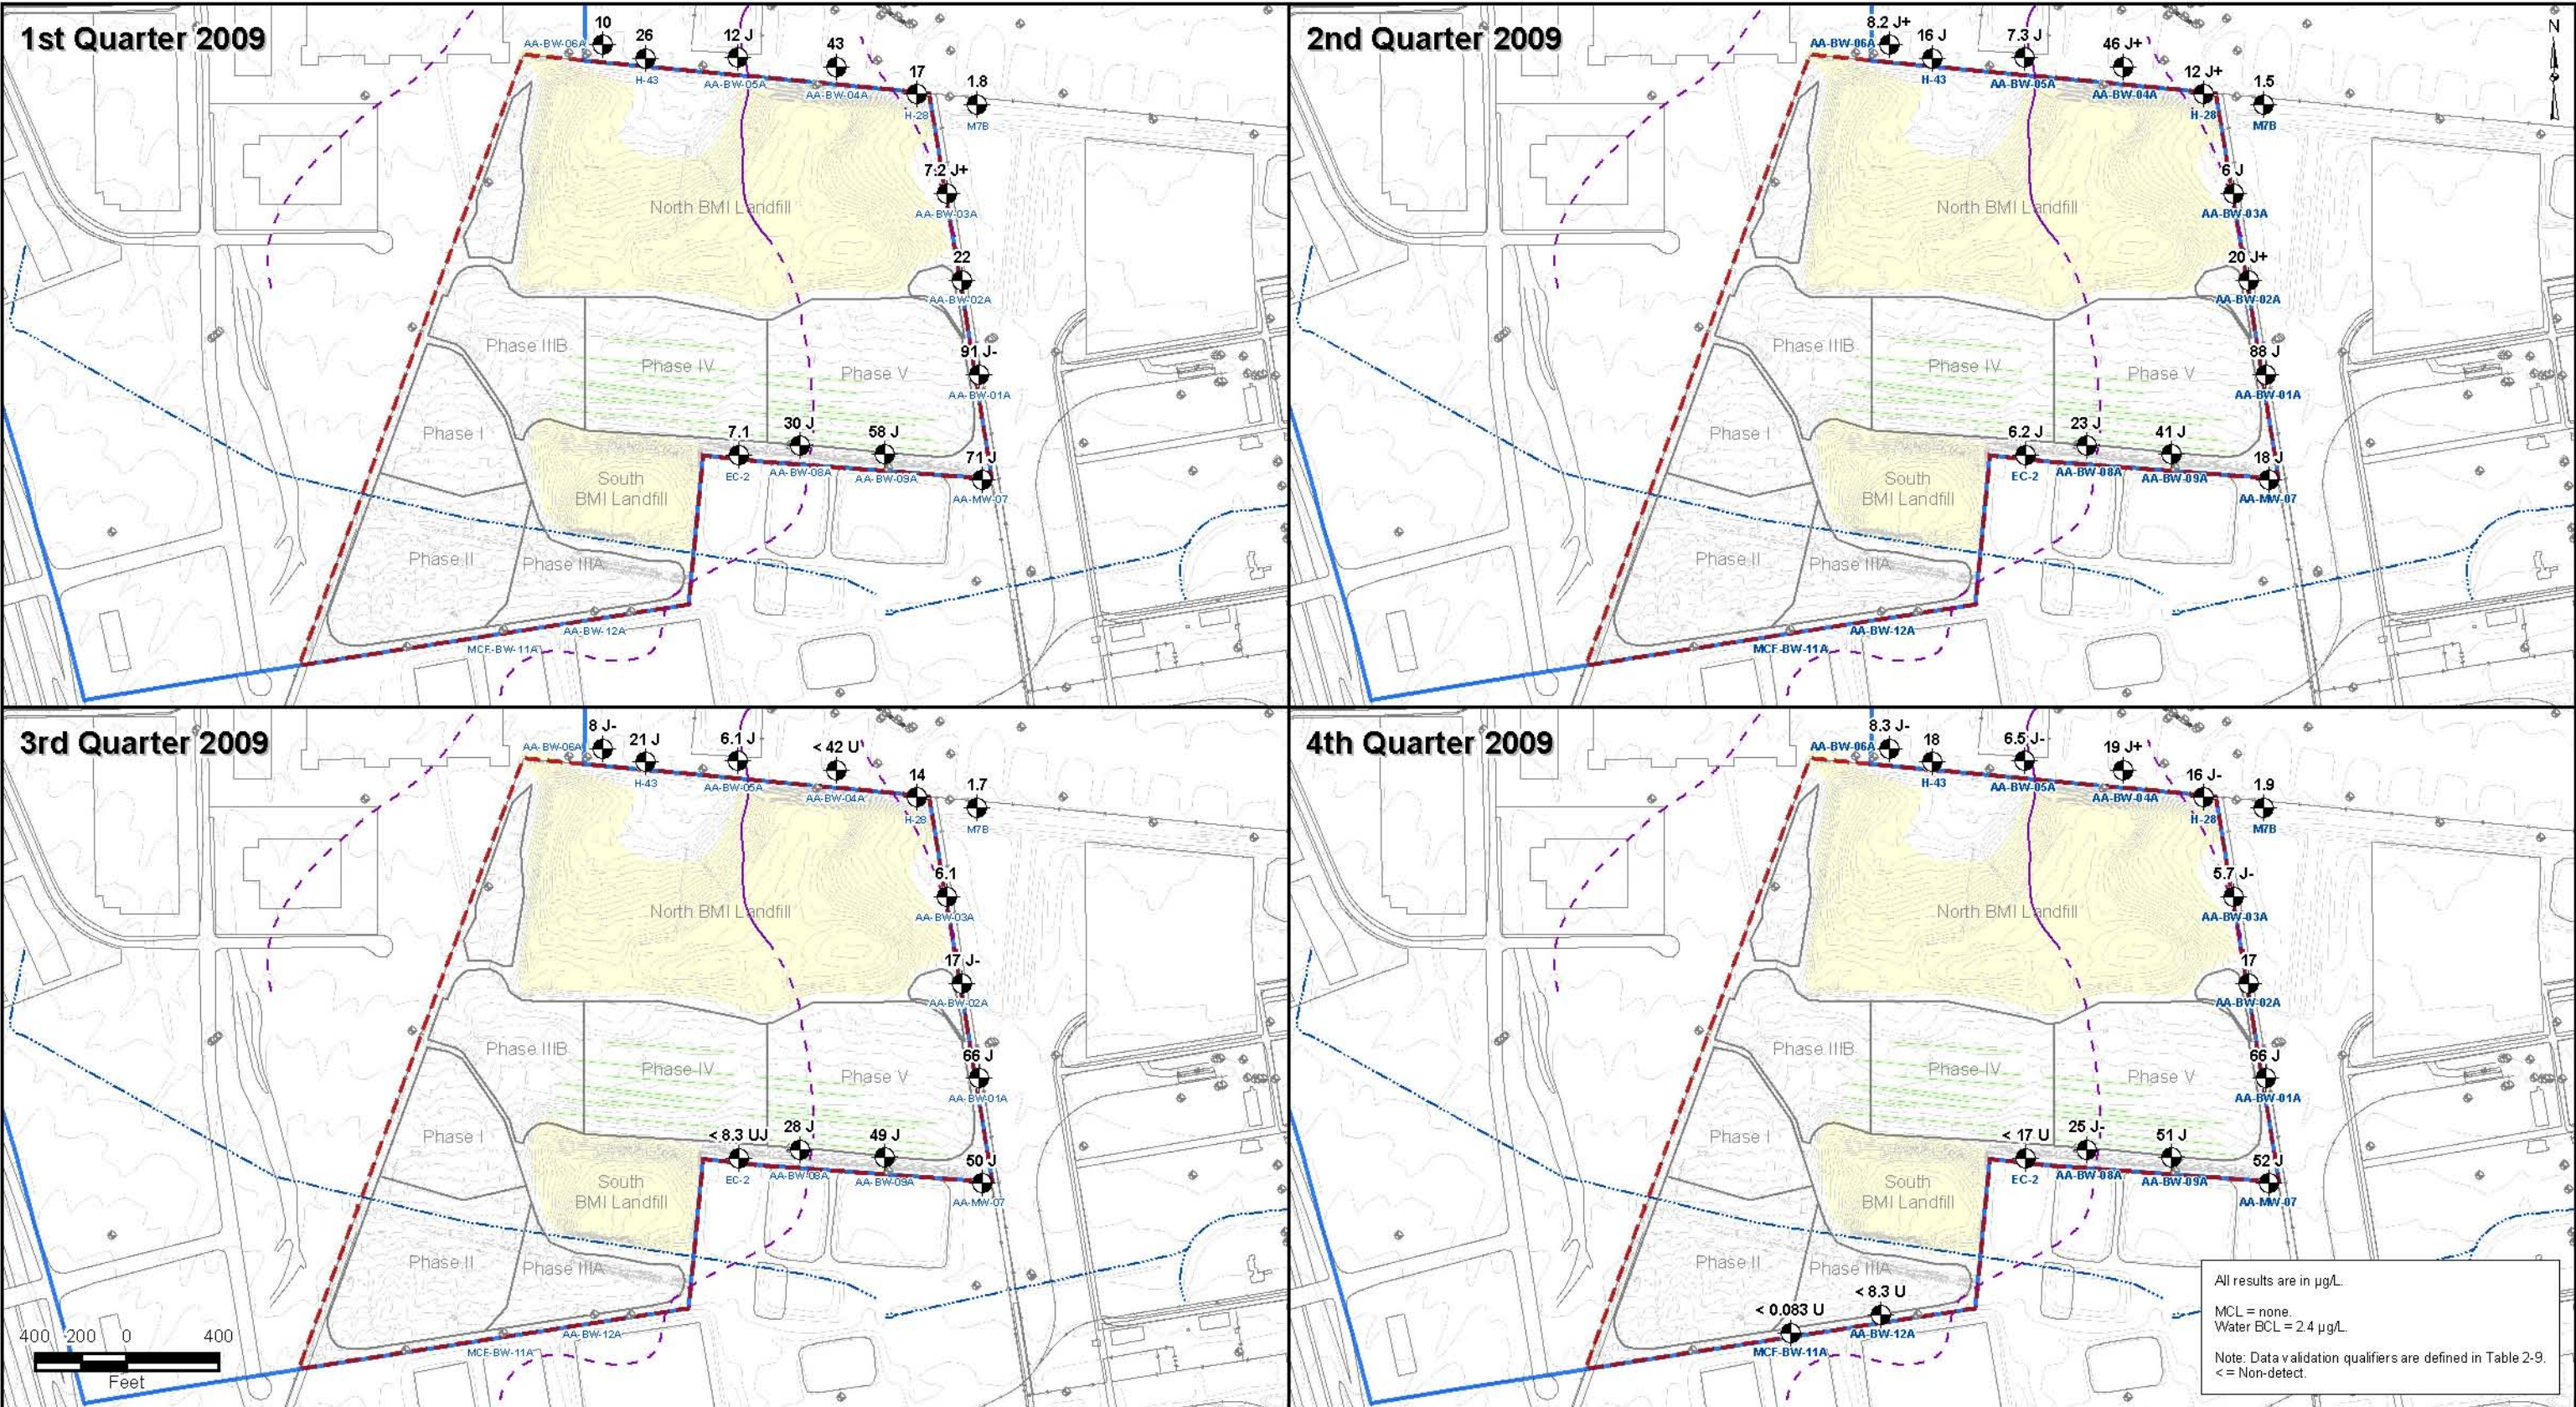 1st Quarter 2009
AA-BW-06A
10
26
H-43
12 J
AA-BW-05A
43
AA-BW-04A
17
H-28
1.8
M7B
7.2 J+
AA-BW-03A
North BMI Landfill
22
AA-BW-02A
Phase IIIB
Phase IV
Phase V
91 J-
AA-BW-01A
Phase I
7.1
EC-2
30 J
AA-BW-08A
58 J
AA-BW-09A
71 J
AA-MW-07
South
BMI Landfill
Phase II
Phase IIIA
AA-BW-12A
MCF-BW-11A
2nd Quarter 2009
N
AA-BW-06A
8.2 J+
16 J
H-43
7.3 J
AA-BW-05A
46 J+
AA-BW-04A
12 J+
H-28
1.5
M7B
6 J
AA-BW-03A
North BMI Landfill
20 J+
AA-BW-02A
Phase IIIB
Phase IV
Phase V
88 J
AA-BW-01A
Phase I
6.2 J
EC-2
23 J
AA-BW-08A
41 J
AA-BW-09A
18 J
AA-MW-07
South
BMI Landfill
Phase II
Phase IIIA
AA-BW-12A
MCF-BW-11A
3rd Quarter 2009
AA-BW-06A
8 J-
21 J
H-43
6.1 J
AA-BW-05A
< 42 U
AA-BW-04A
14
H-28
1.7
M7B
6.1
AA-BW-03A
North BMI Landfill
17 J-
AA-BW-02A
Phase IIIB
Phase IV
Phase V
66 J
AA-BW-01A
Phase I
< 8.3 UJ
EC-2
28 J
AA-BW-08A
49 J
AA-BW-09A
50 J
AA-MW-07
South
BMI Landfill
Phase II
Phase IIIA
AA-BW-12A
MCF-BW-11A
400 200 0 400
Feet
4th Quarter 2009
AA-BW-06A
8.3 J-
18
H-43
6.5 J-
AA-BW-05A
19 J+
AA-BW-04A
16 J-
H-28
1.9
M7B
5.7 J-
AA-BW-03A
North BMI Landfill
17
AA-BW-02A
Phase IIIB
Phase IV
Phase V
66 J
AA-BW-01A
Phase I
< 17 U
EC-2
25 J-
AA-BW-08A
51 J
AA-BW-09A
52 J
AA-MW-07
South
BMI Landfill
Phase II
Phase IIIA
< 0.083 U
< 8.3 U
AA-BW-12A
MCF-BW-11A
All results are in µg/L.
MCL = none.
Water BCL = 2.4 µg/L.
Note: Data validation qualifiers are defined in Table 2-9.
< = Non-detect.